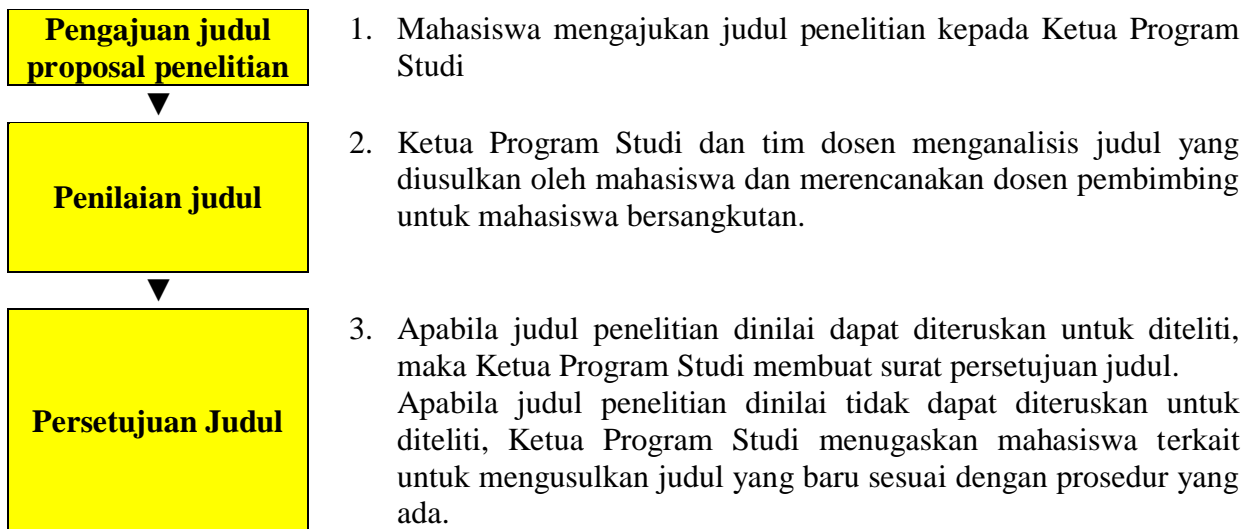 Pengajuan judul
proposal penelitian
1. Mahasiswa mengajukan judul penelitian kepada Ketua Program
Studi
▼
Penilaian judul
2. Ketua Program Studi dan tim dosen menganalisis judul yang
diusulkan oleh mahasiswa dan merencanakan dosen pembimbing
untuk mahasiswa bersangkutan.
▼
Persetujuan Judul
3. Apabila judul penelitian dinilai dapat diteruskan untuk diteliti,
maka Ketua Program Studi membuat surat persetujuan judul.
Apabila judul penelitian dinilai tidak dapat diteruskan untuk
diteliti, Ketua Program Studi menugaskan mahasiswa terkait
untuk mengusulkan judul yang baru sesuai dengan prosedur yang
ada.